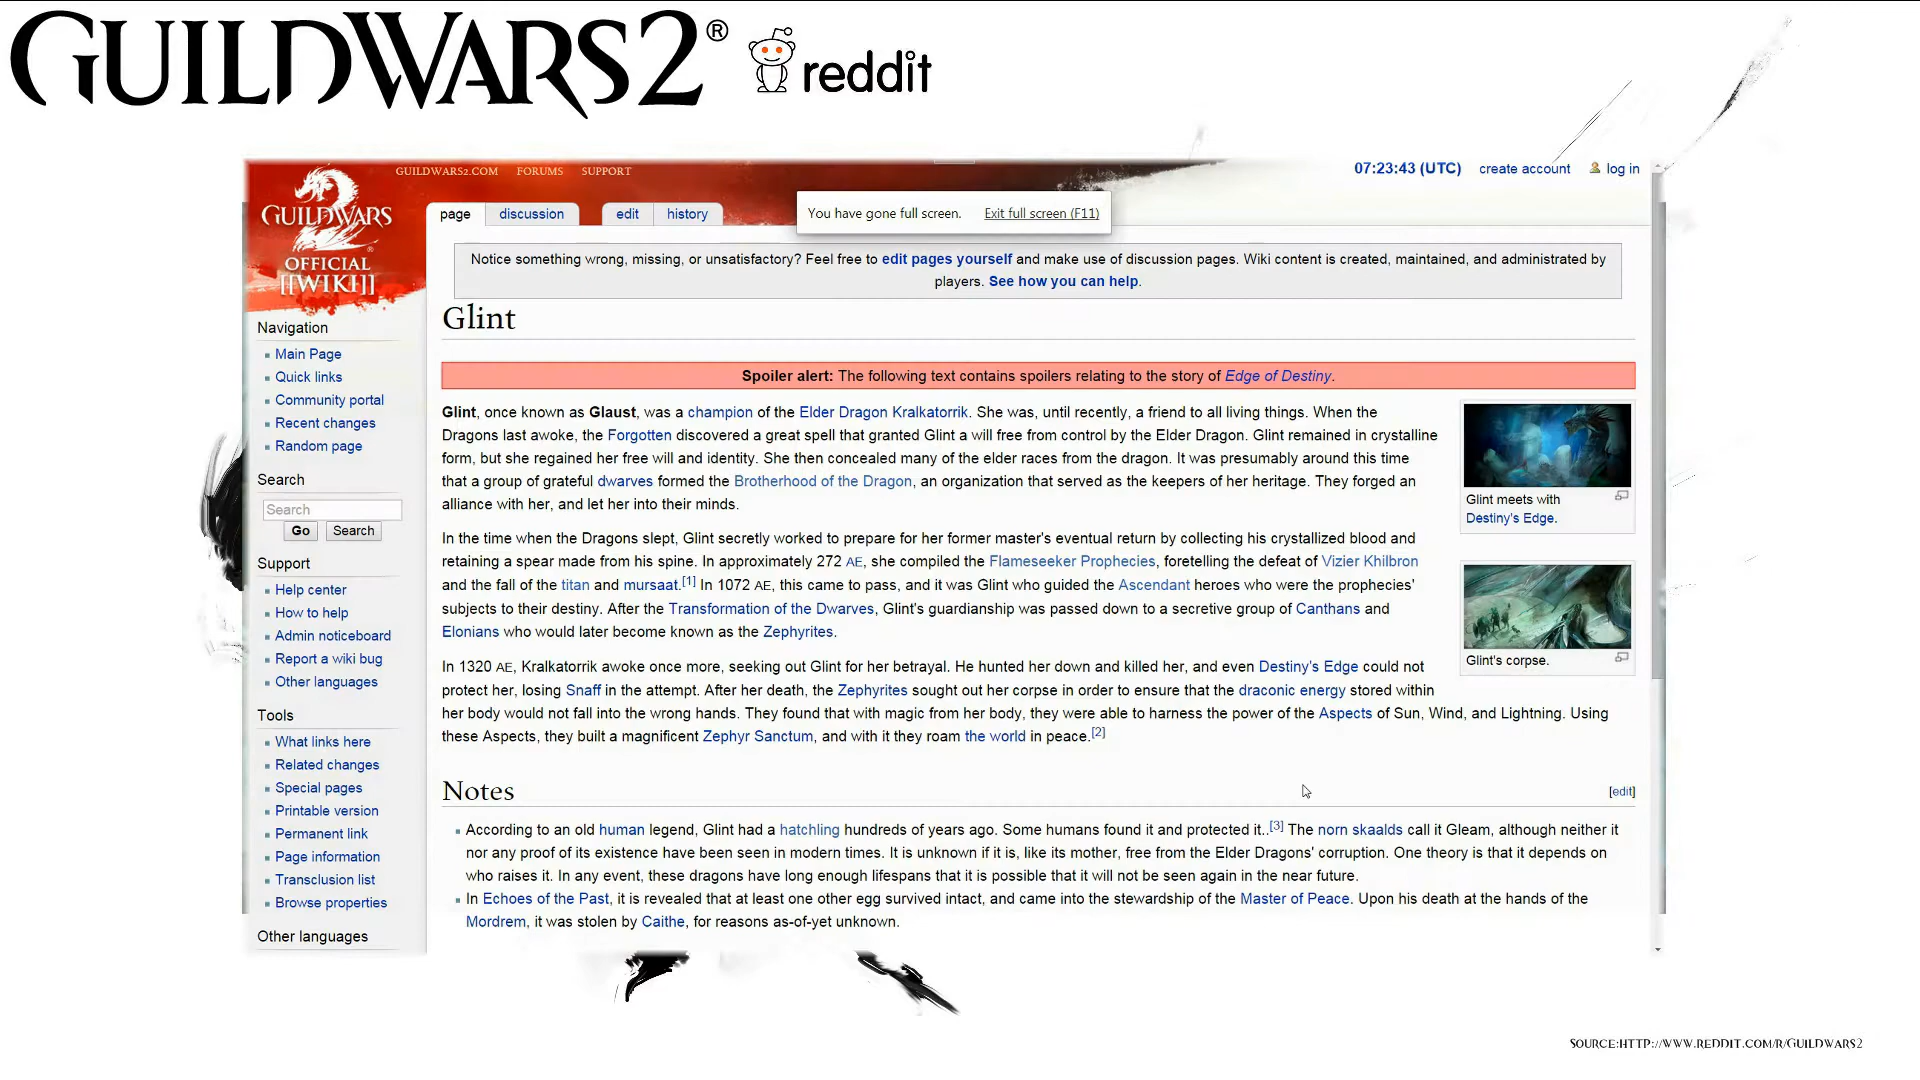 GUILDWARS2®
reddit
GUILDWARS2.COM FORUMS SUPPORT
07:23:43 (UTC) create account log in
GUILDWARS
OFFICIAL
[[WIKI]]
page discussion edit history
You have gone full screen. Exit full screen (F11)
Notice something wrong, missing, or unsatisfactory? Feel free to edit pages yourself and make use of discussion pages. Wiki content is created, maintained, and administrated by
players. See how you can help.
Navigation
Main Page
Quick links
Community portal
Recent changes
Random page
Search
Search
Go Search
Support
Help center
How to help
Admin noticeboard
Report a wiki bug
Other languages
Tools
What links here
Related changes
Special pages
Printable version
Permanent link
Page information
Transclusion list
Browse properties
Other languages
Glint
Spoiler alert: The following text contains spoilers relating to the story of Edge of Destiny.
Glint, once known as Glaust, was a champion of the Elder Dragon Kralkatorrik. She was, until recently, a friend to all living things. When the
Dragons last awoke, the Forgotten discovered a great spell that granted Glint a will free from control by the Elder Dragon. Glint remained in crystalline
form, but she regained her free will and identity. She then concealed many of the elder races from the dragon. It was presumably around this time
that a group of grateful dwarves formed the Brotherhood of the Dragon, an organization that served as the keepers of her heritage. They forged an
alliance with her, and let her into their minds.
Glint meets with
Destiny's Edge.
In the time when the Dragons slept, Glint secretly worked to prepare for her former master's eventual return by collecting his crystallized blood and
retaining a spear made from his spine. In approximately 272 AE, she compiled the Flameseeker Prophecies, foretelling the defeat of Vizier Khilbron
and the fall of the titan and mursaat.[1] In 1072 AE, this came to pass, and it was Glint who guided the Ascendant heroes who were the prophecies'
subjects to their destiny. After the Transformation of the Dwarves, Glint's guardianship was passed down to a secretive group of Canthans and
Elonians who would later become known as the Zephyrites.
Glint's corpse.
In 1320 AE, Kralkatorrik awoke once more, seeking out Glint for her betrayal. He hunted her down and killed her, and even Destiny's Edge could not
protect her, losing Snaff in the attempt. After her death, the Zephyrites sought out her corpse in order to ensure that the draconic energy stored within
her body would not fall into the wrong hands. They found that with magic from her body, they were able to harness the power of the Aspects of Sun, Wind, and Lightning. Using
these Aspects, they built a magnificent Zephyr Sanctum, and with it they roam the world in peace.[2]
Notes [edit]
According to an old human legend, Glint had a hatchling hundreds of years ago. Some humans found it and protected it..[3] The norn skaalds call it Gleam, although neither it
nor any proof of its existence have been seen in modern times. It is unknown if it is, like its mother, free from the Elder Dragons' corruption. One theory is that it depends on
who raises it. In any event, these dragons have long enough lifespans that it is possible that it will not be seen again in the near future.
In Echoes of the Past, it is revealed that at least one other egg survived intact, and came into the stewardship of the Master of Peace. Upon his death at the hands of the
Mordrem, it was stolen by Caithe, for reasons as-of-yet unknown.
SOURCE:HTTP://WWW.REDDIT.COM/R/GUILDWARS2